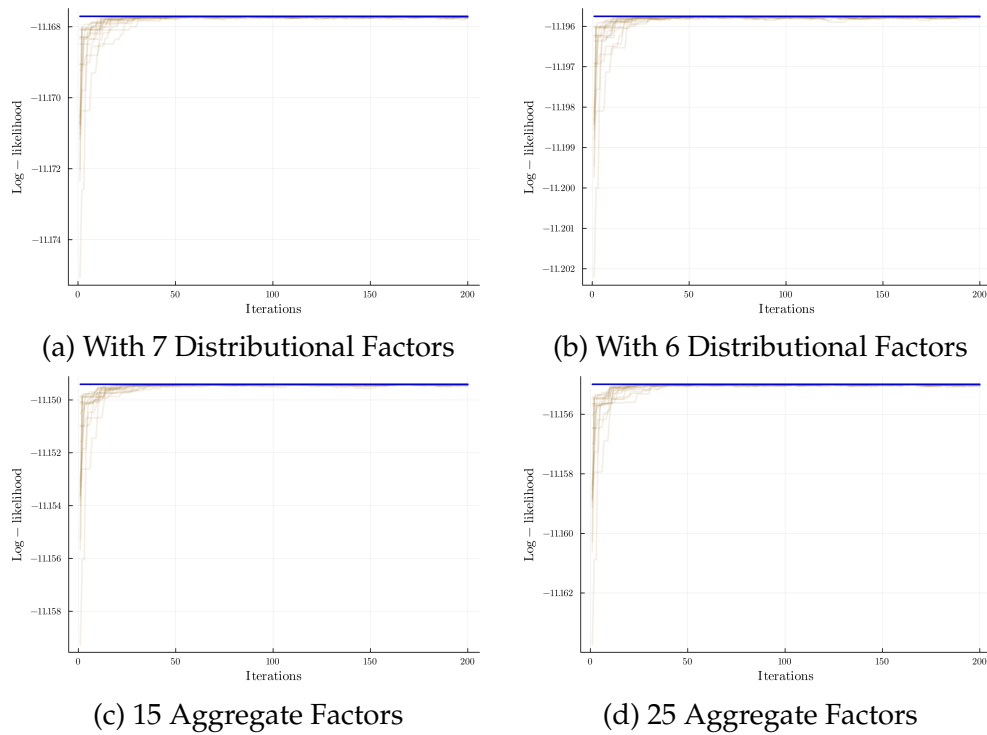 −11.168
−11.170
−11.172
−11.174
Log − likelihood
0 50 100 150 200
Iterations
(a) With 7 Distributional Factors
−11.196
−11.197
−11.198
−11.199
−11.200
−11.201
−11.202
Log − likelihood
0 50 100 150 200
Iterations
(b) With 6 Distributional Factors
−11.150
−11.152
−11.154
−11.156
−11.158
Log − likelihood
0 50 100 150 200
Iterations
(c) 15 Aggregate Factors
−11.156
−11.158
−11.160
−11.162
Log − likelihood
0 50 100 150 200
Iterations
(d) 25 Aggregate Factors